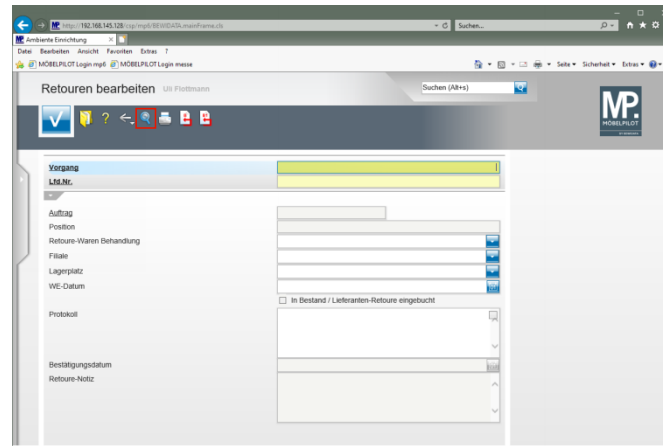 http://192.168.145.128/csp/mp6/BEWIDATA.mainFrame.cls
Suchen...
Ambiente Einrichtung
Datei Bearbeiten Ansicht Favoriten Extras ?
MÖBELPILOT Login mp6 MÖBELPILOT Login messe
Seite Sicherheit Extras
Retouren bearbeiten Uli Flottmann
Suchen (Alt+s)
MP.
MÖBELPILOT
Vorgang
Lfd.Nr.
Auftrag
Position
Retoure-Waren Behandlung
Filiale
Lagerplatz
WE-Datum
In Bestand / Lieferanten-Retoure eingebucht
Protokoll
Bestätigungsdatum
Retoure-Notiz